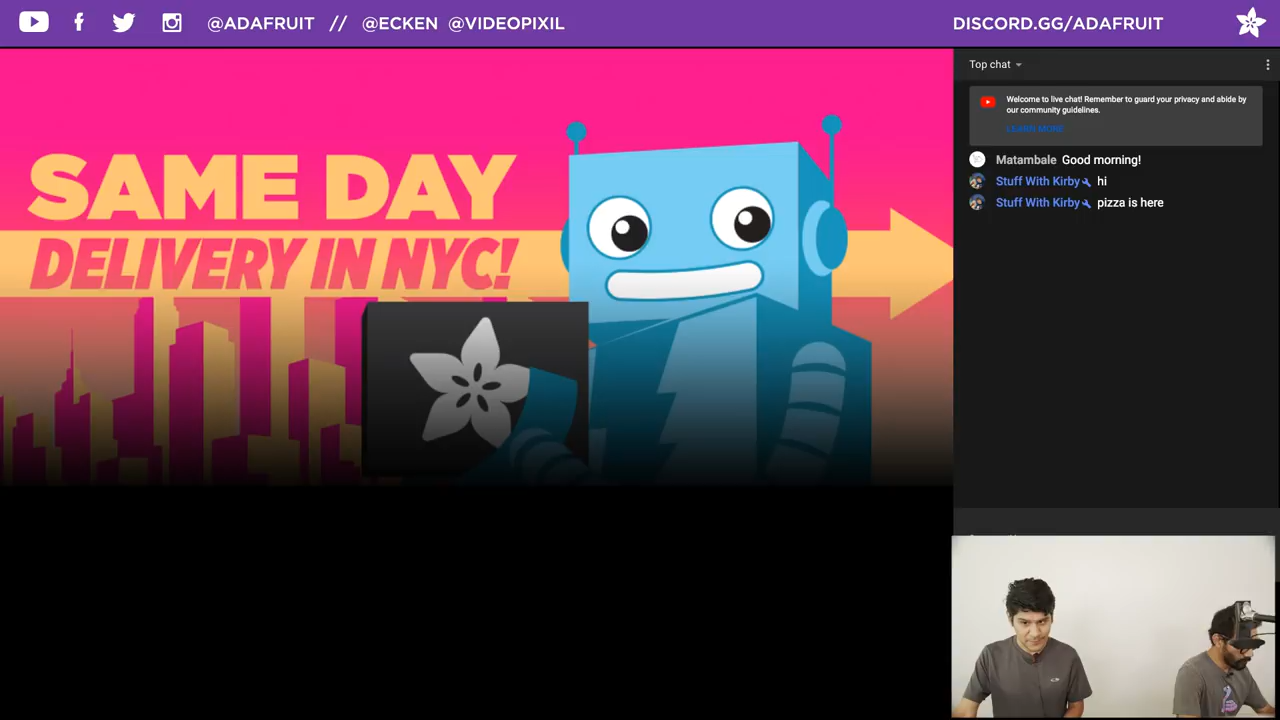 @ADAFRUIT // @ECKEN @VIDEOPIXIL
DISCORD.GG/ADAFRUIT
SAME DAY
DELIVERY IN NYC!
Top chat
Welcome to live chat! Remember to guard your privacy and abide by
our community guidelines.
LEARN MORE
Matambale Good morning!
Stuff With Kirby hi
Stuff With Kirby pizza is here